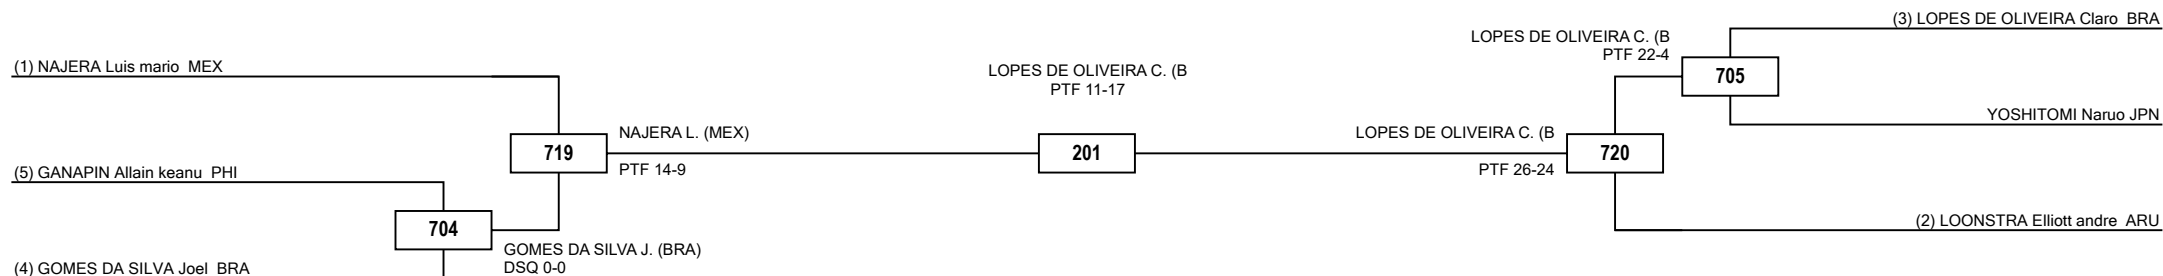 (3) LOPES DE OLIVEIRA Claro BRA
LOPES DE OLIVEIRA C. (B
PTF 22-4
(1) NAJERA Luis mario MEX
LOPES DE OLIVEIRA C. (B
PTF 11-17
705
YOSHITOMI Naruo JPN
NAJERA L. (MEX)
LOPES DE OLIVEIRA C. (B
719
201
720
PTF 14-9
PTF 26-24
(5) GANAPIN Allain keanu PHI
(2) LOONSTRA Elliott andre ARU
704
GOMES DA SILVA J. (BRA)
DSQ 0-0
(4) GOMES DA SILVA Joel BRA